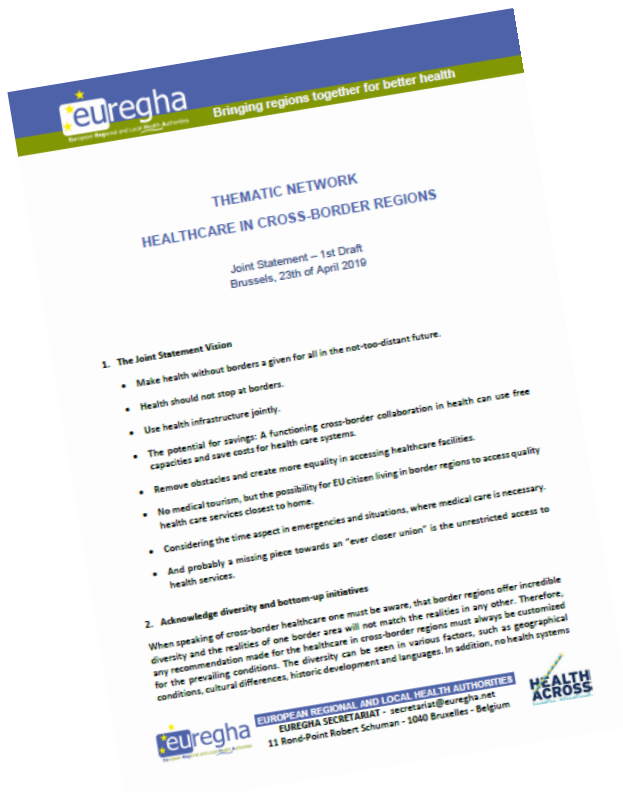 euregha
European Regional and Local Health Authorities
Bringing regions together for better health
THEMATIC NETWORK
HEALTHCARE IN CROSS-BORDER REGIONS
Joint Statement – 1st Draft
Brussels, 23th of April 2019
1. The Joint Statement Vision
• Make health without borders a given for all in the not-too-distant future.
• Health should not stop at borders.
• Use health infrastructure jointly.
• The potential for savings: A functioning cross-border collaboration in health can use free
capacities and save costs for health care systems.
• Remove obstacles and create more equality in accessing healthcare facilities.
• No medical tourism, but the possibility for EU citizen living in border regions to access quality
health care services closest to home.
• Considering the time aspect in emergencies and situations, where medical care is necessary.
• And probably a missing piece towards an "ever closer union" is the unrestricted access to
health services.
2. Acknowledge diversity and bottom-up initiatives
When speaking of cross-border healthcare one must be aware, that border regions offer incredible
diversity and the realities of one border area will not match the realities in any other. Therefore,
any recommendation made for the healthcare in cross-border regions must always be customized
for the prevailing conditions. The diversity can be seen in various factors, such as geographical
conditions, cultural differences, historic development and languages. In addition, no health systems
euregha
European Regional and Local Health Authorities
EUROPEAN REGIONAL AND LOCAL HEALTH AUTHORITIES
EUREGHA SECRETARIAT - secretariat@euregha.net
11 Rond-Point Robert Schuman - 1040 Bruxelles - Belgium
HEALTH
ACROSS